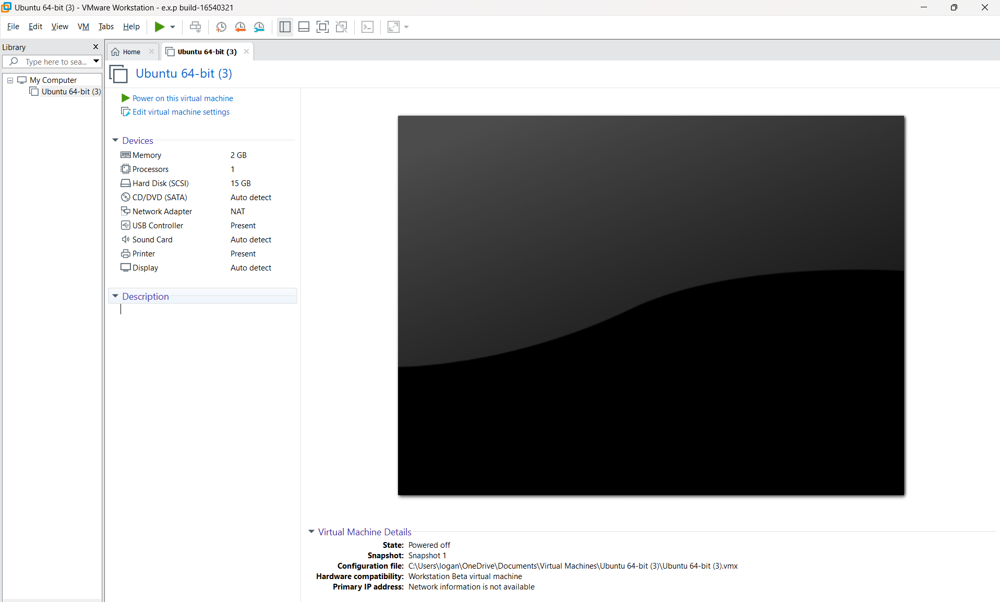 Ubuntu 64-bit (3) - VMware Workstation - e.x.p build-16540321
File Edit View VM Tabs Help
Library
Type here to sea...
My Computer
Ubuntu 64-bit (3)
Home
Ubuntu 64-bit (3)
Ubuntu 64-bit (3)
Power on this virtual machine
Edit virtual machine settings
Devices
Memory 2 GB
Processors 1
Hard Disk (SCSI) 15 GB
CD/DVD (SATA) Auto detect
Network Adapter NAT
USB Controller Present
Sound Card Auto detect
Printer Present
Display Auto detect
Description
Virtual Machine Details
State: Powered off
Snapshot: Snapshot 1
Configuration file: C:\Users\logan\OneDrive\Documents\Virtual Machines\Ubuntu 64-bit (3)\Ubuntu 64-bit (3).vmx
Hardware compatibility: Workstation Beta virtual machine
Primary IP address: Network information is not available